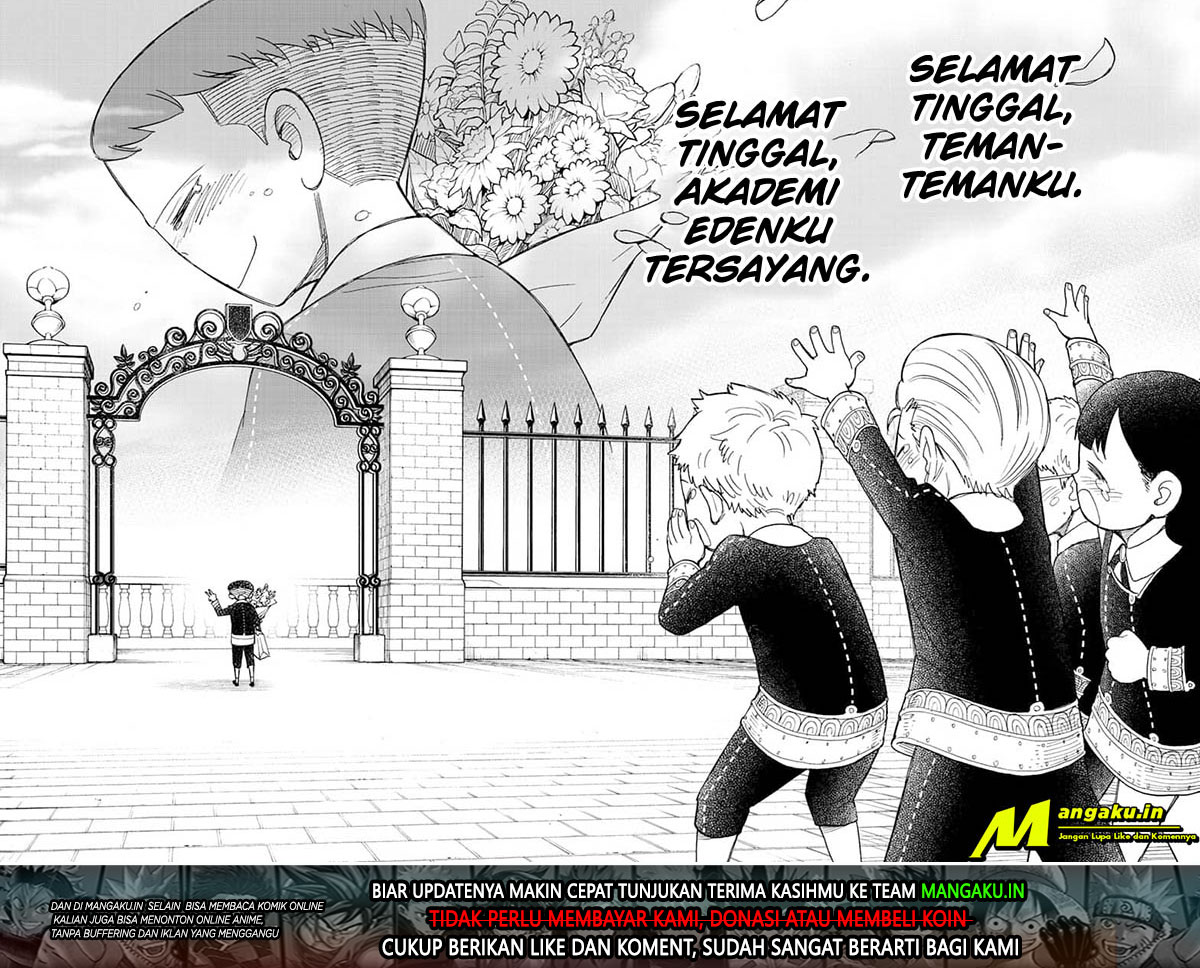 SELAMAT
TINGGAL,
TEMAN-
TEMANKU.
SELAMAT
TINGGAL,
AKADEMI
EDENKU
TERSAYANG.
Mangaku.in
Jangan Lupa Like dan Komennya
BIAR UPDATENYA MAKIN CEPAT TUNJUKAN TERIMA KASIHMU KE TEAM MANGAKU.IN
TIDAK PERLU MEMBAYAR KAMI, DONASI ATAU MEMBELI KOIN
CUKUP BERIKAN LIKE DAN KOMENT, SUDAH SANGAT BERARTI BAGI KAMI
DAN DI MANGAKU.IN SELAIN BISA MEMBACA KOMIK ONLINE
KALIAN JUGA BISA MENONTON ONLINE ANIME,
TANPA BUFFERING DAN IKLAN YANG MENGGANGU